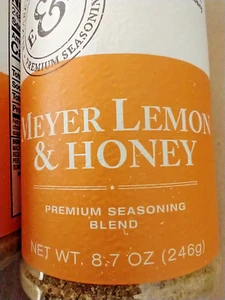 E&
PREMIUM SEASONING
MEYER LEMON
& HONEY
PREMIUM SEASONING
BLEND
NET WT. 8.7 OZ (246g)